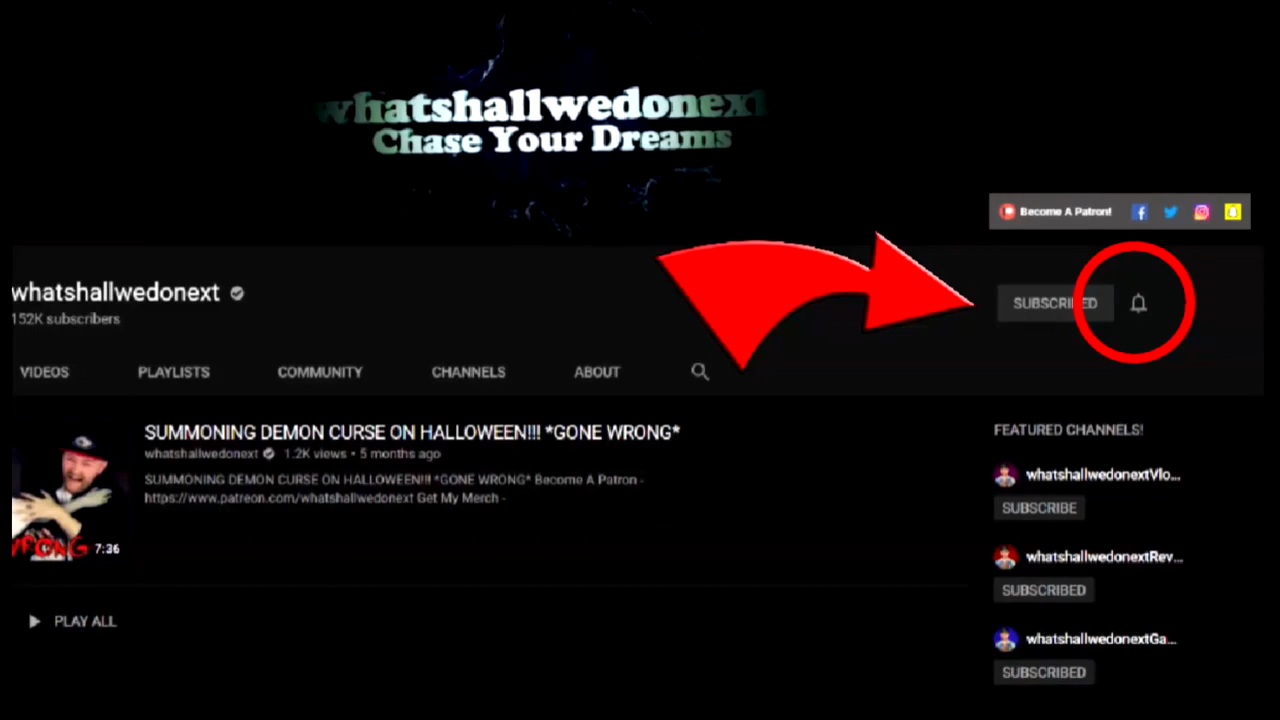 whatshallwedonext
Chase Your Dreams
Become A Patron!
whatshallwedonext
152K subscribers
SUBSCRIBED
VIDEOS PLAYLISTS COMMUNITY CHANNELS ABOUT
SUMMONING DEMON CURSE ON HALLOWEEN!!! *GONE WRONG*
whatshallwedonext 1.2K views • 5 months ago
SUMMONING DEMON CURSE ON HALLOWEEN!!! *GONE WRONG* Become A Patron -
https://www.patreon.com/whatshallwedonext Get My Merch -
WRONG 7:36
PLAY ALL
FEATURED CHANNELS!
whatshallwedonextVlo...
SUBSCRIBE
whatshallwedonextRev...
SUBSCRIBED
whatshallwedonextGa...
SUBSCRIBED